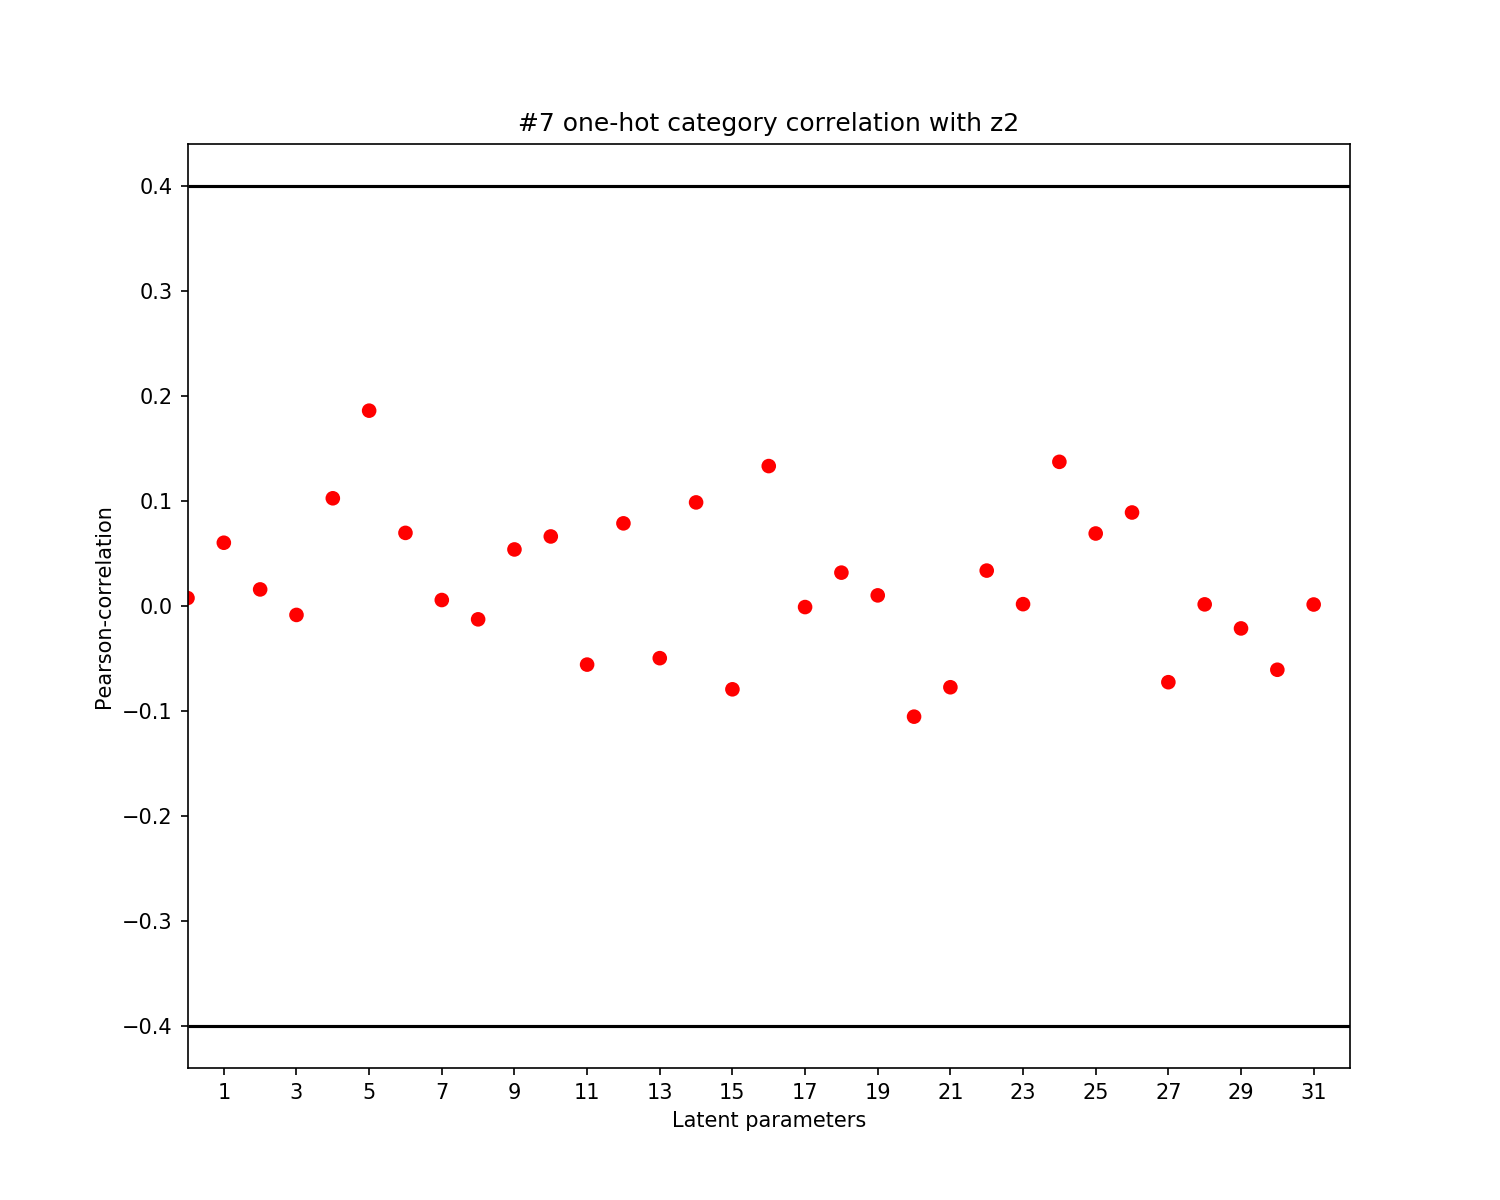 #7 one-hot category correlation with z2
0.4
0.3
0.2
0.1
0.0
−0.1
−0.2
−0.3
−0.4
Pearson-correlation
1 3 5 7 9 11 13 15 17 19 21 23 25 27 29 31
Latent parameters